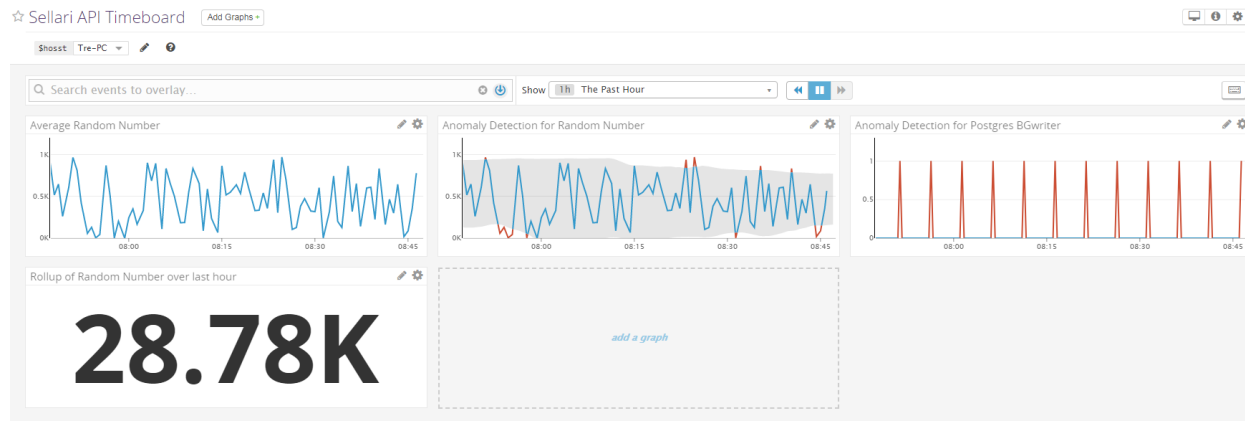 Sellari API Timeboard Add Graphs +
$hosst Tre-PC
Search events to overlay... Show 1h The Past Hour
Average Random Number
1K
0.5K
0K
08:00 08:15 08:30 08:45
Anomaly Detection for Random Number
1K
0.5K
0K
08:00 08:15 08:30 08:45
Anomaly Detection for Postgres BGwriter
1
0.5
0
08:00 08:15 08:30 08:45
Rollup of Random Number over last hour
28.78K
add a graph